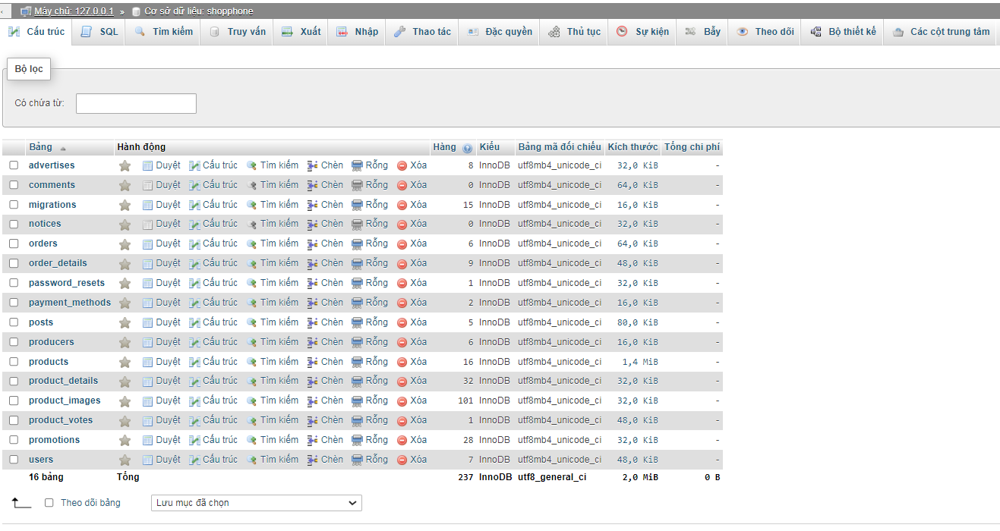 Máy chủ: 127.0.0.1 » Cơ sở dữ liệu: shopphone
Cấu trúc SQL Tìm kiếm Truy vấn Xuất Nhập Thao tác Đặc quyền Thủ tục Sự kiện Bẫy Theo dõi Bộ thiết kế Các cột trung tâm
Bộ lọc
Có chứa từ:
Bảng Hành động Hàng Kiểu Bảng mã đối chiếu Kích thước Tổng chi phí
advertises Duyệt Cấu trúc Tìm kiếm Chèn Rỗng Xóa 8 InnoDB utf8mb4_unicode_ci 32,0 KiB -
comments Duyệt Cấu trúc Tìm kiếm Chèn Rỗng Xóa 0 InnoDB utf8mb4_unicode_ci 64,0 KiB -
migrations Duyệt Cấu trúc Tìm kiếm Chèn Rỗng Xóa 15 InnoDB utf8mb4_unicode_ci 16,0 KiB -
notices Duyệt Cấu trúc Tìm kiếm Chèn Rỗng Xóa 0 InnoDB utf8mb4_unicode_ci 32,0 KiB -
orders Duyệt Cấu trúc Tìm kiếm Chèn Rỗng Xóa 6 InnoDB utf8mb4_unicode_ci 64,0 KiB -
order_details Duyệt Cấu trúc Tìm kiếm Chèn Rỗng Xóa 9 InnoDB utf8mb4_unicode_ci 48,0 KiB -
password_resets Duyệt Cấu trúc Tìm kiếm Chèn Rỗng Xóa 1 InnoDB utf8mb4_unicode_ci 32,0 KiB -
payment_methods Duyệt Cấu trúc Tìm kiếm Chèn Rỗng Xóa 2 InnoDB utf8mb4_unicode_ci 16,0 KiB -
posts Duyệt Cấu trúc Tìm kiếm Chèn Rỗng Xóa 5 InnoDB utf8mb4_unicode_ci 80,0 KiB -
producers Duyệt Cấu trúc Tìm kiếm Chèn Rỗng Xóa 6 InnoDB utf8mb4_unicode_ci 16,0 KiB -
products Duyệt Cấu trúc Tìm kiếm Chèn Rỗng Xóa 16 InnoDB utf8mb4_unicode_ci 1,4 MiB -
product_details Duyệt Cấu trúc Tìm kiếm Chèn Rỗng Xóa 32 InnoDB utf8mb4_unicode_ci 32,0 KiB -
product_images Duyệt Cấu trúc Tìm kiếm Chèn Rỗng Xóa 101 InnoDB utf8mb4_unicode_ci 32,0 KiB -
product_votes Duyệt Cấu trúc Tìm kiếm Chèn Rỗng Xóa 1 InnoDB utf8mb4_unicode_ci 48,0 KiB -
promotions Duyệt Cấu trúc Tìm kiếm Chèn Rỗng Xóa 28 InnoDB utf8mb4_unicode_ci 32,0 KiB -
users Duyệt Cấu trúc Tìm kiếm Chèn Rỗng Xóa 7 InnoDB utf8mb4_unicode_ci 48,0 KiB -
16 bảng Tổng 237 InnoDB utf8_general_ci 2,0 MiB 0 B
Theo dõi bảng Lưu mục đã chọn